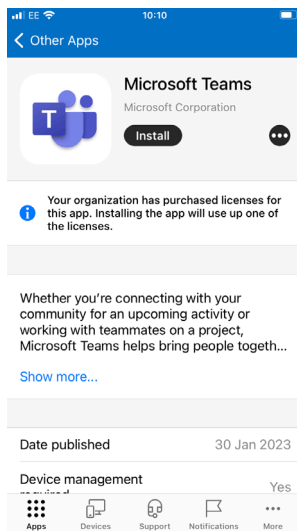 EE 10:10
Other Apps
Microsoft Teams
Microsoft Corporation
Install
T
Your organization has purchased licenses for
this app. Installing the app will use up one of
the licenses.
Whether you're connecting with your
community for an upcoming activity or
working with teammates on a project,
Microsoft Teams helps bring people togeth...
Show more...
Date published 30 Jan 2023
Device management
required Yes
Apps Devices Support Notifications More